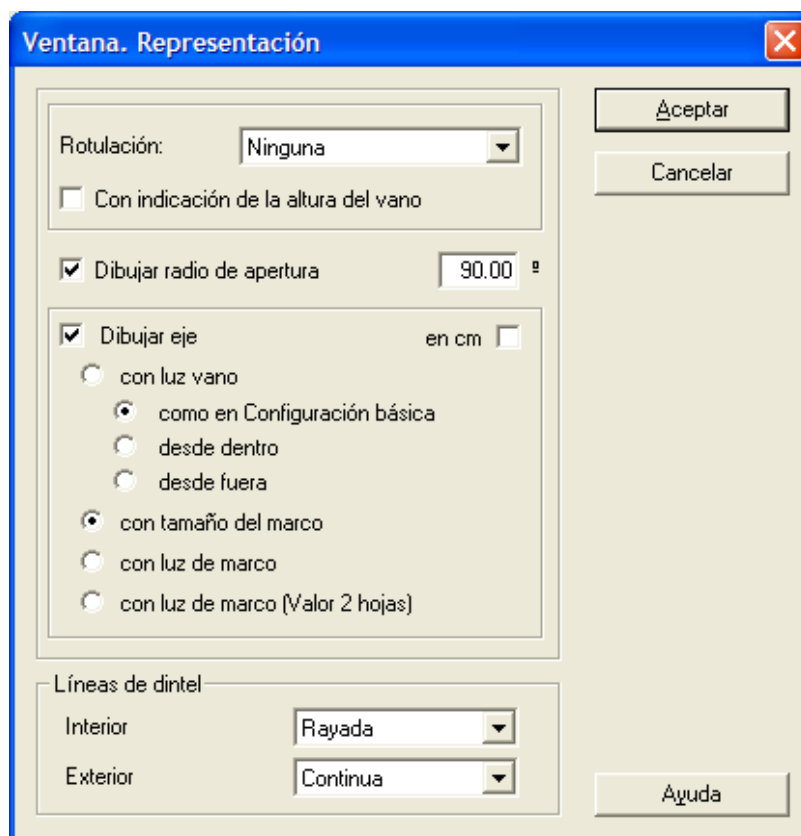 Ventana. Representación
Aceptar
Rotulación: Ninguna
Cancelar
Con indicación de la altura del vano
Dibujar radio de apertura 90.00 º
Dibujar eje en cm
con luz vano
como en Configuración básica
desde dentro
desde fuera
con tamaño del marco
con luz de marco
con luz de marco (Valor 2 hojas)
Líneas de dintel
Interior Rayada
Exterior Continua
Ayuda